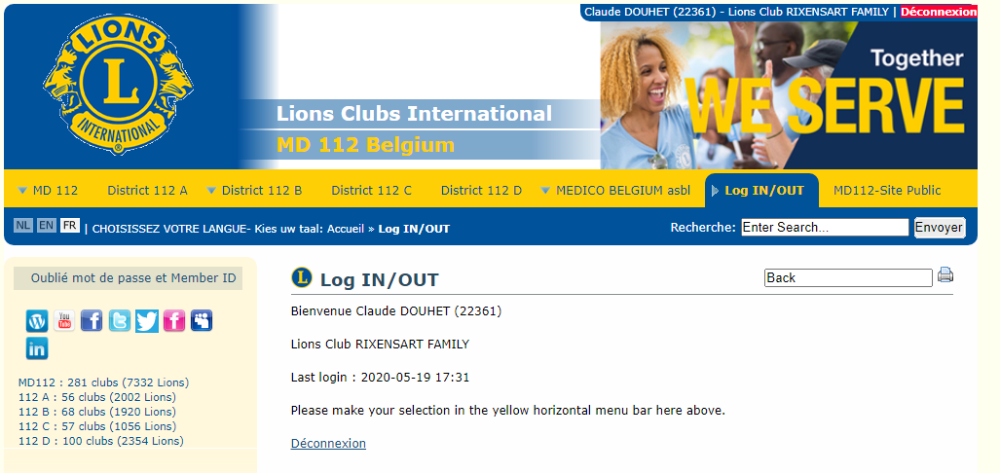 Claude DOUHET (22361) - Lions Club RIXENSART FAMILY | Déconnexion
LIONS
L
INTERNATIONAL
®
Together
WE SERVE
Lions Clubs International
MD 112 Belgium
MD 112 District 112 A District 112 B District 112 C District 112 D MEDICO BELGIUM asbl Log IN/OUT MD112-Site Public
NL EN FR | CHOISISSEZ VOTRE LANGUE- Kies uw taal: Accueil » Log IN/OUT Recherche: Enter Search... Envoyer
Oublié mot de passe et Member ID
You
Tube
MD112 : 281 clubs (7332 Lions)
112 A : 56 clubs (2002 Lions)
112 B : 68 clubs (1920 Lions)
112 C : 57 clubs (1056 Lions)
112 D : 100 clubs (2354 Lions)
L Log IN/OUT Back
Bienvenue Claude DOUHET (22361)
Lions Club RIXENSART FAMILY
Last login : 2020-05-19 17:31
Please make your selection in the yellow horizontal menu bar here above.
Déconnexion